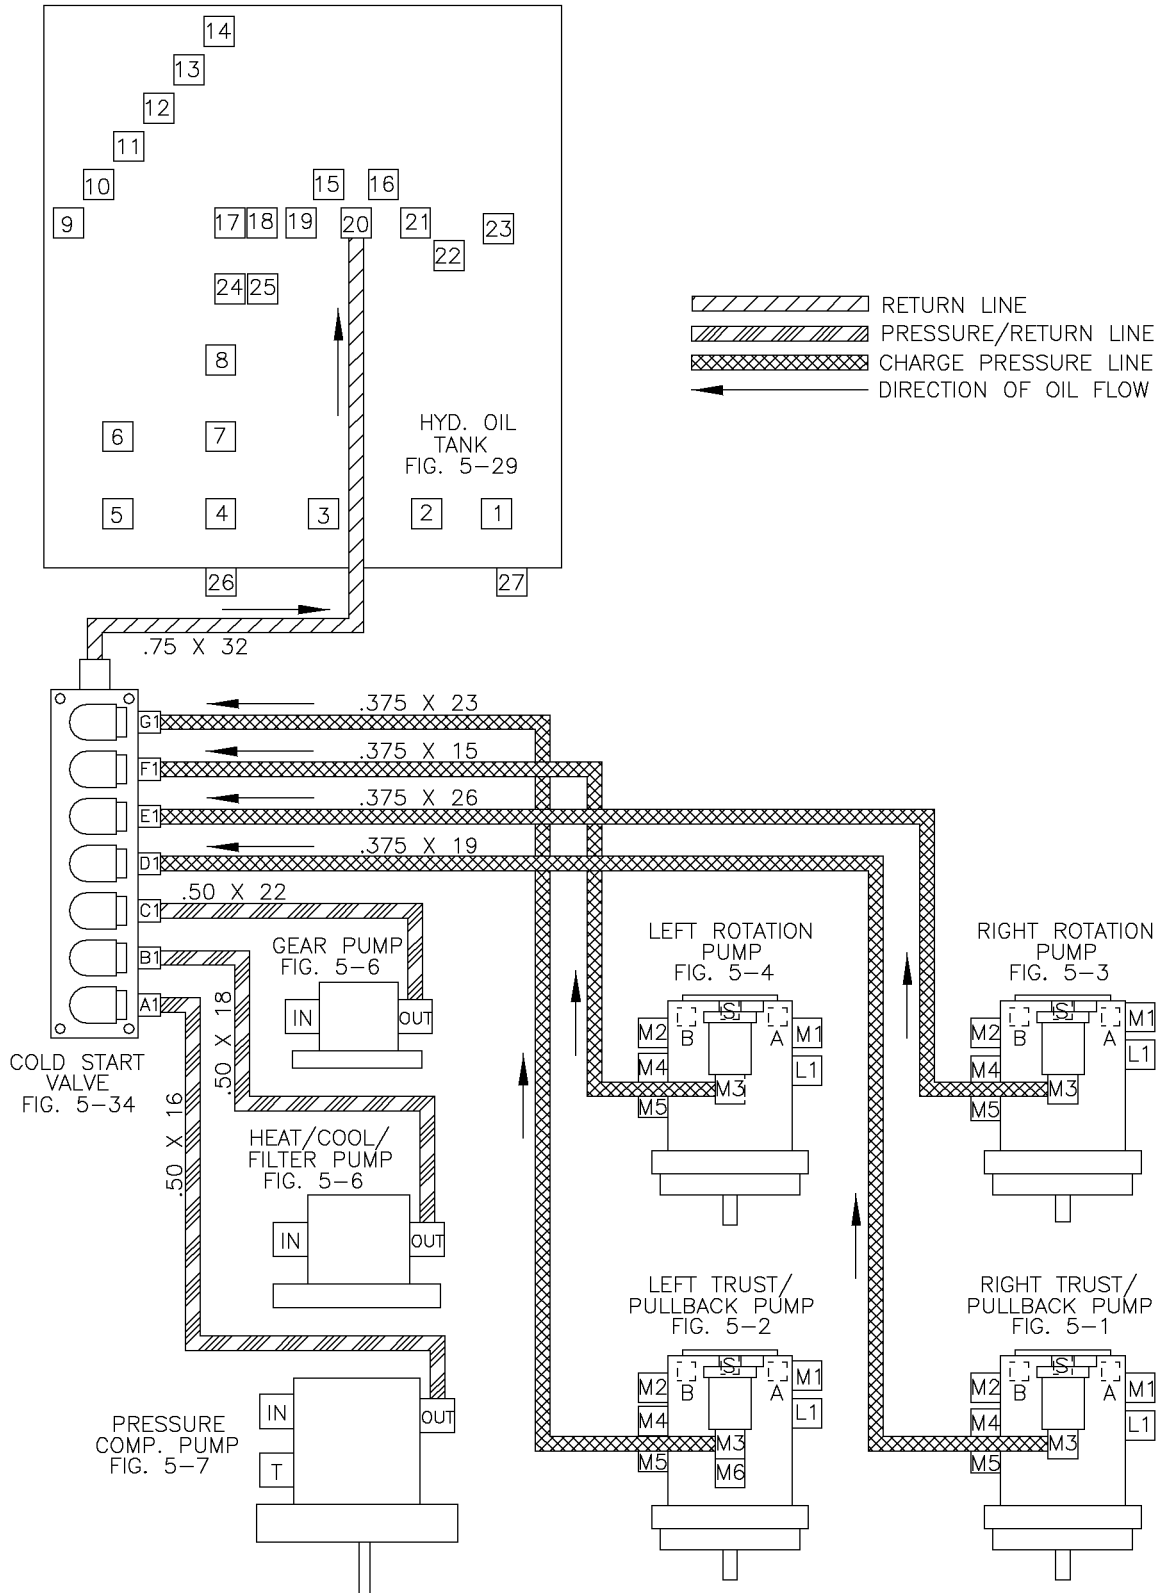 14
13
12
11
10
9
15
16
17
18
19
20
21
22
23
24
25
8
6
7
HYD. OIL
TANK
FIG. 5-29
5
4
3
2
1
26
27
RETURN LINE
PRESSURE/RETURN LINE
CHARGE PRESSURE LINE
DIRECTION OF OIL FLOW
.75 X 32
G1
.375 X 23
F1
.375 X 15
E1
.375 X 26
D1
.375 X 19
C1
.50 X 22
B1
.50 X 18
A1
.50 X 16
COLD START
VALVE
FIG. 5-34
GEAR PUMP
FIG. 5-6
IN
OUT
HEAT/COOL/
FILTER PUMP
FIG. 5-6
IN
OUT
PRESSURE
COMP. PUMP
FIG. 5-7
IN
T
OUT
LEFT ROTATION
PUMP
FIG. 5-4
S
B
A
M2
M1
M4
L1
M3
M5
RIGHT ROTATION
PUMP
FIG. 5-3
S
B
A
M2
M1
M4
L1
M3
M5
LEFT TRUST/
PULLBACK PUMP
FIG. 5-2
S
B
A
M2
M1
M4
L1
M3
M5
M6
RIGHT TRUST/
PULLBACK PUMP
FIG. 5-1
S
B
A
M2
M1
M4
L1
M3
M5